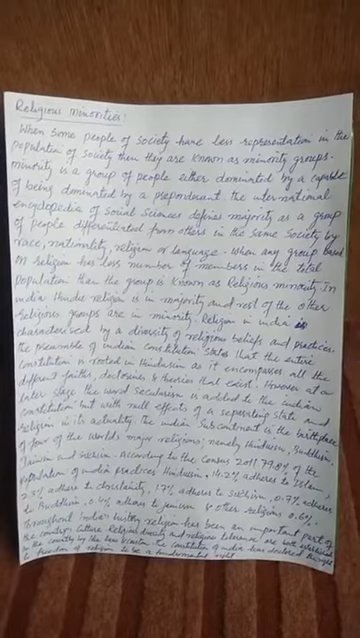 Religious minorities:
When some people of society have less representation in the
population of society then they are known as minority groups.
minority is a group of people either dominated by a capable
of being dominated by a preponderant the international
encyclopedia of social sciences defines majority as a group
of people differentiated from others in the same society by
race, nationality, religion or language. When any group based
on religion has less number of members in the total
population than the group is known as Religious minority. In
india Hindu religion is in majority and rest of the other
religious groups are in minority. Religion in india is
characterised by a diversity of religious beliefs and practices.
the preamble of indian constitution states that the entire
constitution is rooted in Hinduism as it encompasses all the
different faiths, doctrines & theories that exist. However at a
later stage the word secularism is added to the indian
constitution but with null effects of a separating state and
religion in its actuality. the indian Subcontinent is the birthplace
of four of the world's major religions; namely Hinduism, Buddhism,
Jainism and sikhism. According to the census 2011 79.8% of the
population of india practices Hinduism, 14.2% adheres to Islam,
2.3% adhere to christianity, 1.7% adheres to sikhism, 0.7% adheres
to Buddhism, 0.4% adhere to jainism & other religions 0.6%.
Throughout India's history religion has been an important part of
the country's culture Religious diversity and religious tolerance are both established
in the country by the law & custom the constitution of india has declared the right
to freedom of religion to be a fundamental right